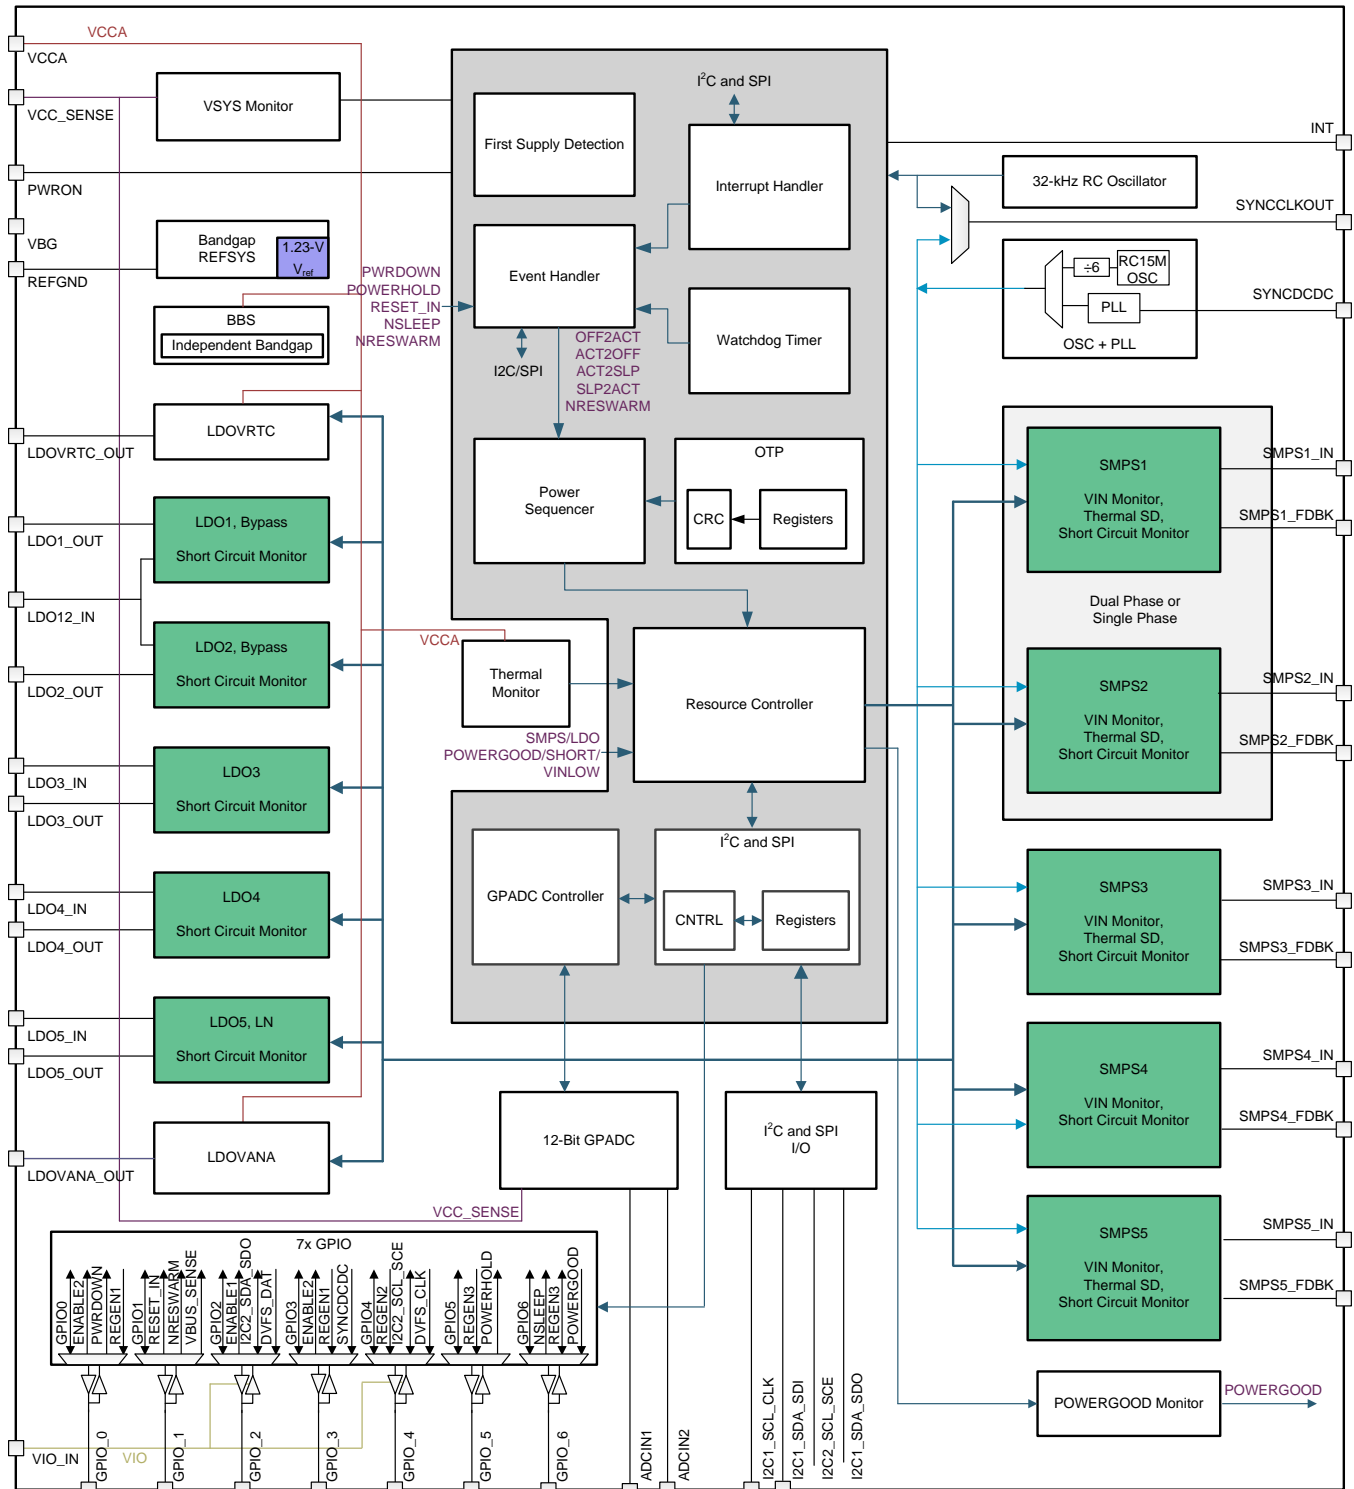 VCCA
VCCA
VCC_SENSE
VSYS Monitor
PWRON
VBG
REFGND
Bandgap
REFSYS
1.23-V
Vref
BBS
Independent Bandgap
PWRDOWN
POWERHOLD
RESET_IN
NSLEEP
NRESWARM
LDOVRTC
LDOVRTC_OUT
LDO1, Bypass
Short Circuit Monitor
LDO1_OUT
LDO12_IN
LDO2, Bypass
Short Circuit Monitor
LDO2_OUT
LDO3
Short Circuit Monitor
LDO3_IN
LDO3_OUT
LDO4
Short Circuit Monitor
LDO4_IN
LDO4_OUT
LDO5, LN
Short Circuit Monitor
LDO5_IN
LDO5_OUT
LDOVANA
LDOVANA_OUT
First Supply Detection
I2C and SPI
Interrupt Handler
Event Handler
I2C/SPI
OFF2ACT
ACT2OFF
ACT2SLP
SLP2ACT
NRESWARM
Watchdog Timer
Power
Sequencer
OTP
CRC
Registers
VCCA
Thermal
Monitor
Resource Controller
SMPS/LDO
POWERGOOD/SHORT/
VINLOW
GPADC Controller
I2C and SPI
CNTRL
Registers
12-Bit GPADC
I2C and SPI
I/O
VCC_SENSE
INT
32-kHz RC Oscillator
SYNCCLKOUT
÷6
RC15M
OSC
PLL
OSC + PLL
SYNCDCDC
SMPS1
VIN Monitor,
Thermal SD,
Short Circuit Monitor
SMPS1_IN
SMPS1_FDBK
Dual Phase or
Single Phase
SMPS2
VIN Monitor,
Thermal SD,
Short Circuit Monitor
SMPS2_IN
SMPS2_FDBK
SMPS3
VIN Monitor,
Thermal SD,
Short Circuit Monitor
SMPS3_IN
SMPS3_FDBK
SMPS4
VIN Monitor,
Short Circuit Monitor
SMPS4_IN
SMPS4_FDBK
SMPS5
VIN Monitor,
Thermal SD,
Short Circuit Monitor
SMPS5_IN
SMPS5_FDBK
POWERGOOD Monitor
POWERGOOD
7x GPIO
GPIO0
ENABLE2
PWRDOWN
REGEN1
GPIO1
RESET_IN
NRESWARM
VBUS_SENSE
GPIO2
ENABLE1
I2C2_SDA_SDO
DVFS_DAT
GPIO3
ENABLE2
REGEN1
SYNCDCDC
GPIO4
REGEN2
I2C2_SCL_SCE
DVFS_CLK
GPIO5
REGEN3
POWERHOLD
GPIO6
NSLEEP
REGEN3
POWERGOOD
VIO_IN
VIO
GPIO_0
GPIO_1
GPIO_2
GPIO_3
GPIO_4
GPIO_5
GPIO_6
ADCIN1
ADCIN2
I2C1_SCL_CLK
I2C1_SDA_SDI
I2C2_SCL_SCE
I2C1_SDA_SDO